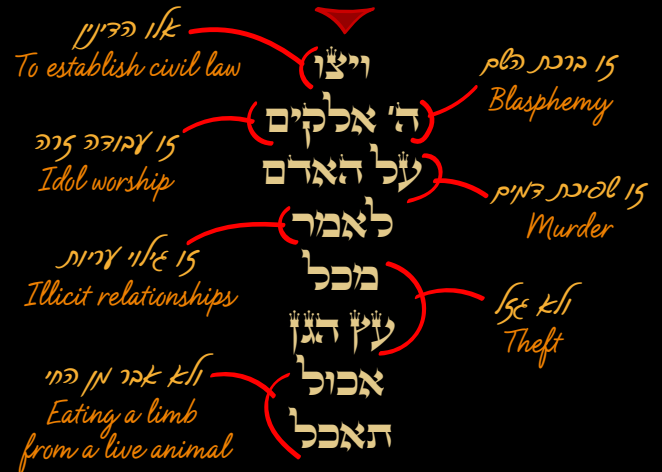 ויצו
ה' אלקים
על האדם
לאמר
מכל
עץ הגן
אכול
תאכל
אלו הדינין
To establish civil law
זו ברכת השם
Blasphemy
זו עבודה זרה
Idol worship
זו שפיכת דמים
Murder
זו גילוי עריות
Illicit relationships
ולא גזל
Theft
ולא אבר מן החי
Eating a limb
from a live animal